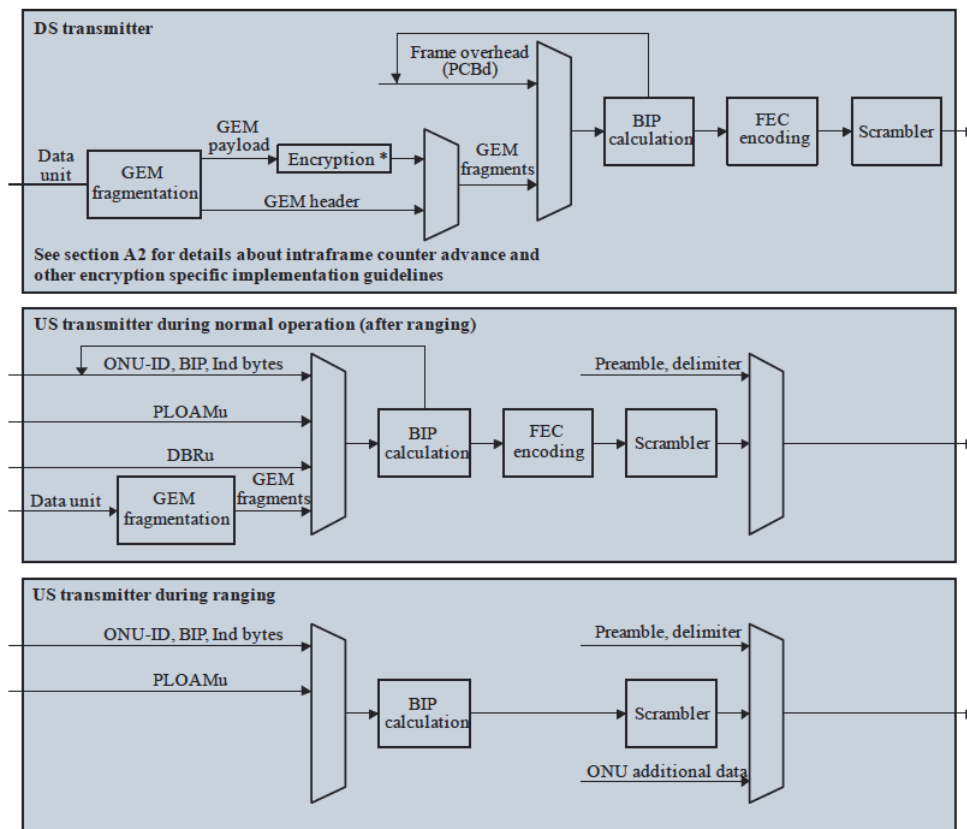 DS transmitter
Frame overhead
(PCBd)
GEM
payload
Data
unit
GEM
fragmentation
Encryption *
GEM header
GEM
fragments
BIP
calculation
FEC
encoding
Scrambler
See section A2 for details about intraframe counter advance and
other encryption specific implementation guidelines
US transmitter during normal operation (after ranging)
ONU-ID, BIP, Ind bytes
PLOAMu
DBRu
Data unit
GEM
fragmentation
GEM
fragments
BIP
calculation
FEC
encoding
Scrambler
Preamble, delimiter
US transmitter during ranging
ONU-ID, BIP, Ind bytes
PLOAMu
BIP
calculation
Preamble, delimiter
Scrambler
ONU additional data